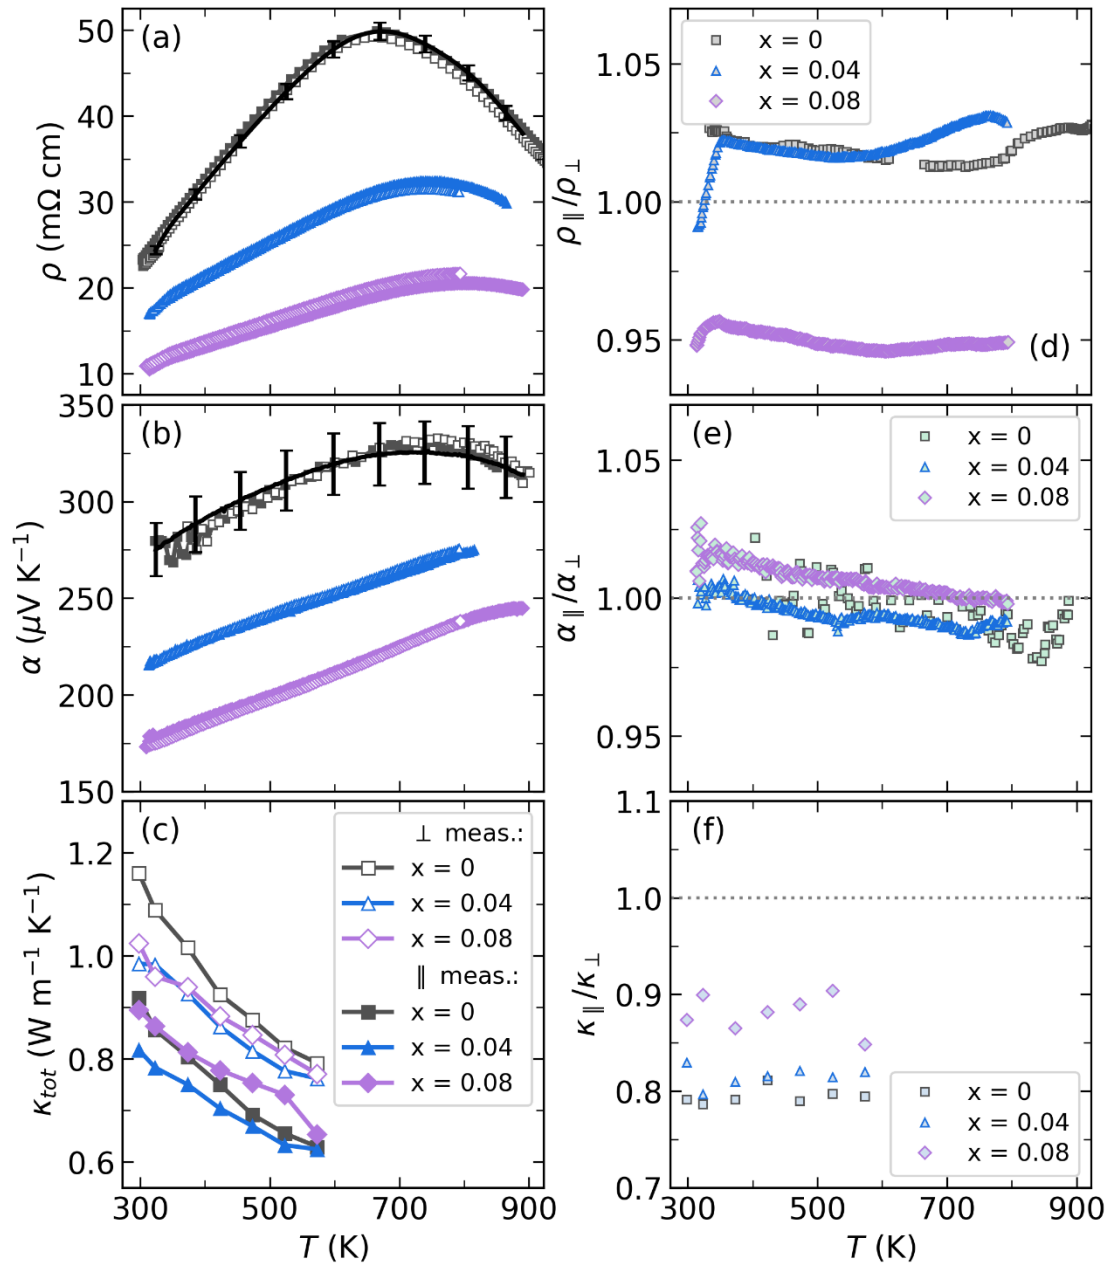 (a)
50
40
30
20
10
ρ (mΩ cm)
x = 0
x = 0.04
x = 0.08
1.05
1.00
0.95
ρ∥/ρ⊥
(d)
(b)
350
300
250
200
150
α (μV K⁻¹)
(e)
x = 0
x = 0.04
x = 0.08
1.05
1.00
0.95
α∥/α⊥
(c)
1.2
1.0
0.8
0.6
κtot (W m⁻¹ K⁻¹)
⊥ meas.:
x = 0
x = 0.04
x = 0.08
∥ meas.:
x = 0
x = 0.04
x = 0.08
300 500 700 900
T (K)
(f)
1.1
1.0
0.9
0.8
0.7
κ∥/κ⊥
x = 0
x = 0.04
x = 0.08
300 500 700 900
T (K)